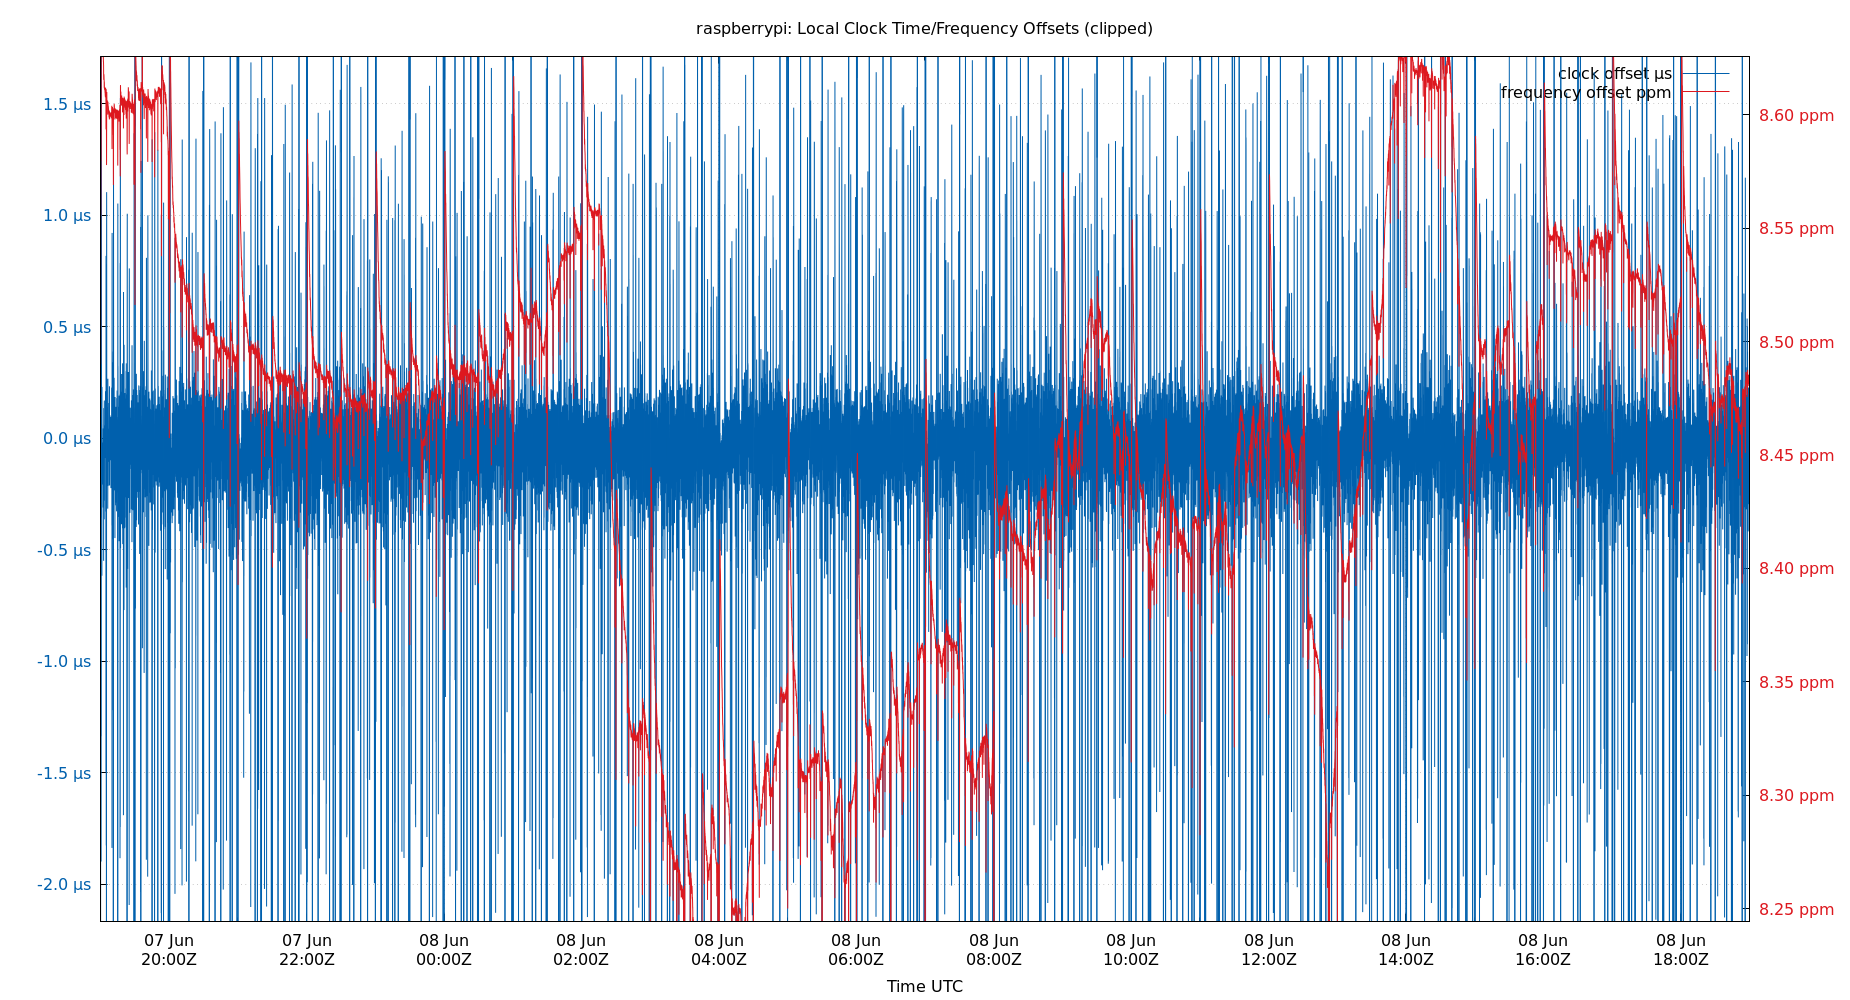 raspberrypi: Local Clock Time/Frequency Offsets (clipped)
clock offset µs
frequency offset ppm
1.5 µs
1.0 µs
0.5 µs
0.0 µs
-0.5 µs
-1.0 µs
-1.5 µs
-2.0 µs
8.60 ppm
8.55 ppm
8.50 ppm
8.45 ppm
8.40 ppm
8.35 ppm
8.30 ppm
8.25 ppm
07 Jun 07 Jun 08 Jun 08 Jun 08 Jun 08 Jun 08 Jun 08 Jun 08 Jun 08 Jun 08 Jun 08 Jun
20:00Z 22:00Z 00:00Z 02:00Z 04:00Z 06:00Z 08:00Z 10:00Z 12:00Z 14:00Z 16:00Z 18:00Z
Time UTC